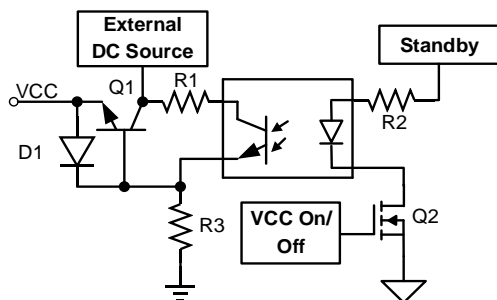 External
DC Source
Standby
VCC
Q1
R1
R2
D1
R3
VCC On/
Off
Q2